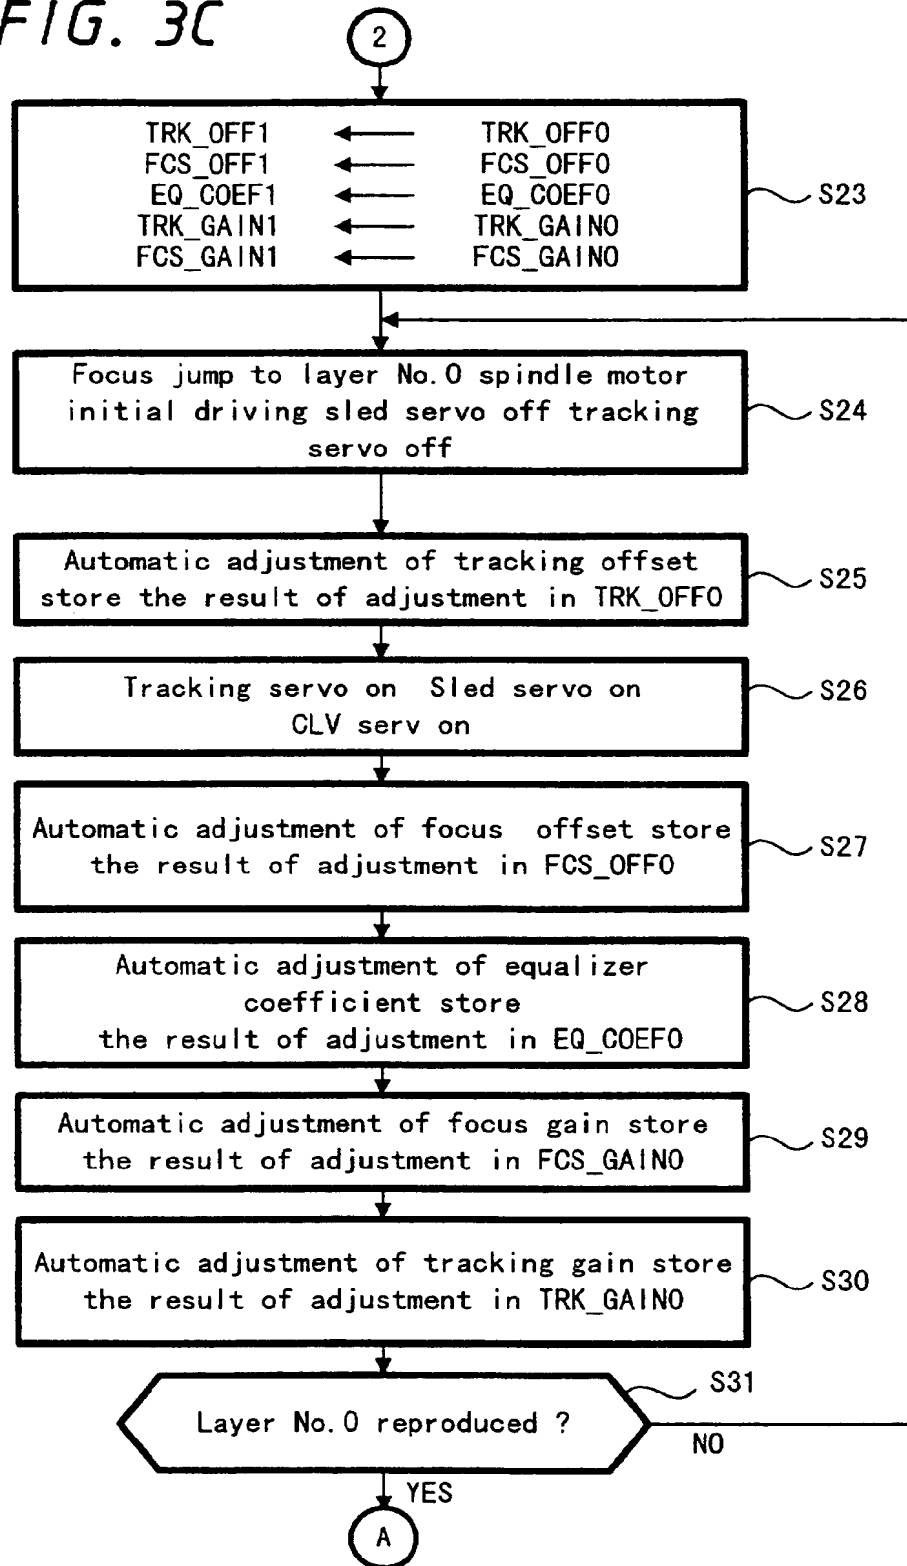 FIG. 3C
2
TRK_OFF1 ← TRK_OFF0
FCS_OFF1 ← FCS_OFF0
EQ_COEF1 ← EQ_COEF0
TRK_GAIN1 ← TRK_GAIN0
FCS_GAIN1 ← FCS_GAIN0
S23
Focus jump to layer No.0 spindle motor
initial driving sled servo off tracking
servo off
S24
Automatic adjustment of tracking offset
store the result of adjustment in TRK_OFF0
S25
Tracking servo on Sled servo on
CLV serv on
S26
Automatic adjustment of focus offset store
the result of adjustment in FCS_OFF0
S27
Automatic adjustment of equalizer
coefficient store
the result of adjustment in EQ_COEF0
S28
Automatic adjustment of focus gain store
the result of adjustment in FCS_GAIN0
S29
Automatic adjustment of tracking gain store
the result of adjustment in TRK_GAIN0
S30
Layer No.0 reproduced ?
S31
NO
YES
A